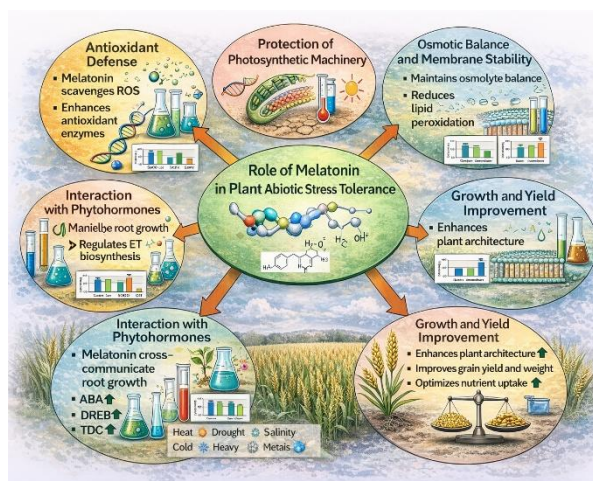 Antioxidant
Defense
Melatonin
scavenges ROS
Enhances
antioxidant
enzymes
Protection of
Photosynthetic Machinery
Osmotic Balance
and Membrane Stability
Maintains osmolyte balance
Reduces
lipid
peroxidation
Role of Melatonin
in Plant Abiotic Stress Tolerance
Interaction
with Phytohormones
root growth
Regulates ET
biosynthesis
Growth and Yield
Improvement
Enhances
plant architecture
Interaction with
Phytohormones
Melatonin cross-
communicate
root growth
ABA
DREB
TDC
Growth and Yield
Improvement
Enhances plant architecture
Improves grain yield and weight
Optimizes nutrient uptake
Heat Drought Salinity
Cold Heavy Metais